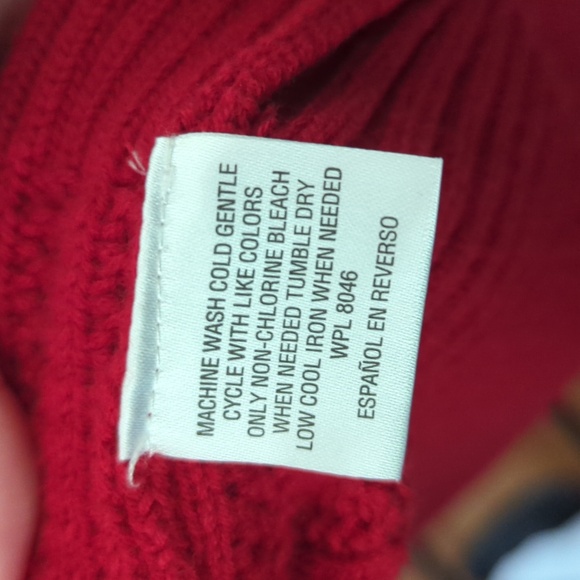 MACHINE WASH COLD GENTLE
CYCLE WITH LIKE COLORS
ONLY NON-CHLORINE BLEACH
WHEN NEEDED TUMBLE DRY
LOW COOL IRON WHEN NEEDED
WPL 8046
ESPAÑOL EN REVERSO